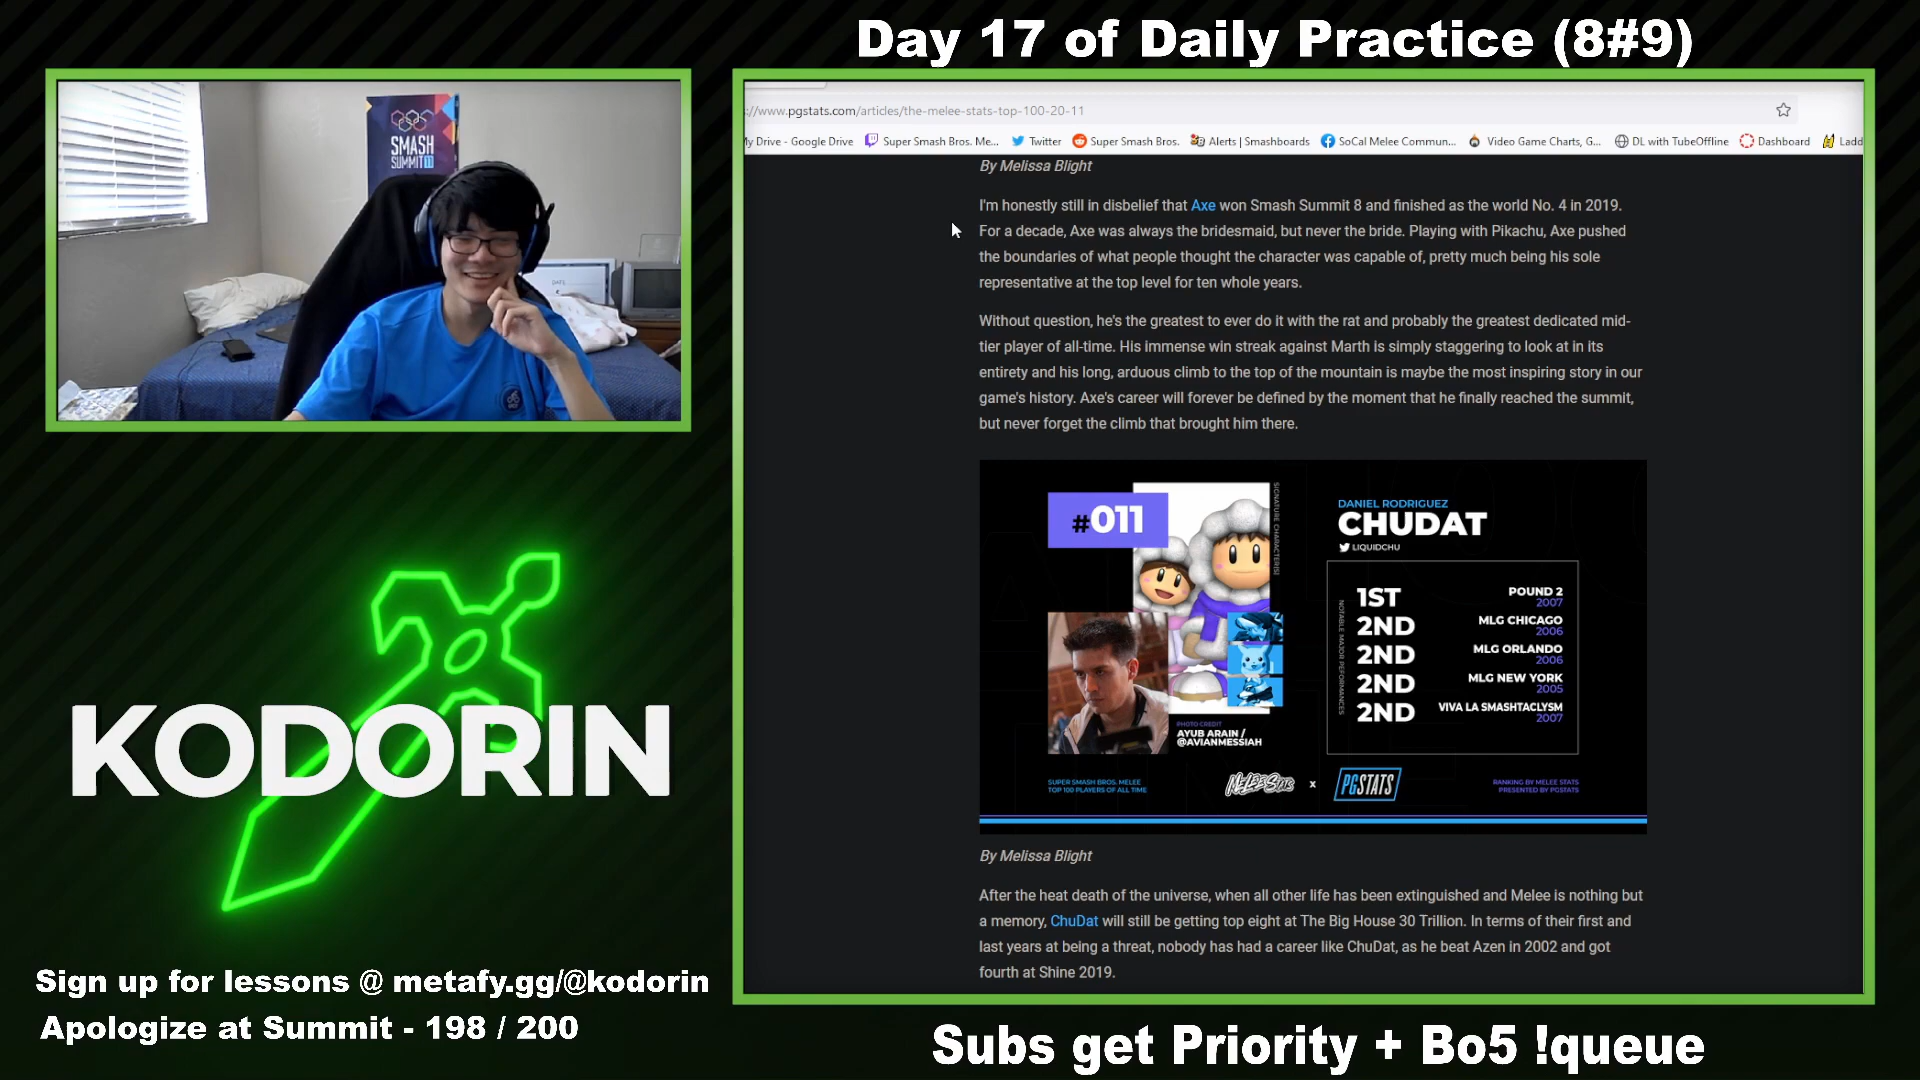 Day 17 of Daily Practice (8#9)
SMASH
SUMMIT 11
://www.pgstats.com/articles/the-melee-stats-top-100-20-11
My Drive - Google Drive
Super Smash Bros. Me...
Twitter
Super Smash Bros.
Alerts | Smashboards
SoCal Melee Commun...
Video Game Charts, G...
DL with TubeOffline
Dashboard
Ladd
By Melissa Blight
I'm honestly still in disbelief that Axe won Smash Summit 8 and finished as the world No. 4 in 2019.
For a decade, Axe was always the bridesmaid, but never the bride. Playing with Pikachu, Axe pushed
the boundaries of what people thought the character was capable of, pretty much being his sole
representative at the top level for ten whole years.
Without question, he's the greatest to ever do it with the rat and probably the greatest dedicated mid-
tier player of all-time. His immense win streak against Marth is simply staggering to look at in its
entirety and his long, arduous climb to the top of the mountain is maybe the most inspiring story in our
game's history. Axe's career will forever be defined by the moment that he finally reached the summit,
but never forget the climb that brought him there.
#011
SIGNATURE CHARACTER(S)
DANIEL RODRIGUEZ
CHUDAT
LIQUIDCHU
NOTABLE MAJOR PERFORMANCES
1ST POUND 2
2007
2ND MLG CHICAGO
2006
2ND MLG ORLANDO
2006
2ND MLG NEW YORK
2005
2ND VIVA LA SMASHTACLYSM
2007
PHOTO CREDIT
AYUB ARAIN /
@AVIANMESSIAH
SUPER SMASH BROS. MELEE
TOP 100 PLAYERS OF ALL TIME
MELEE STATS x PGSTATS
RANKING BY MELEE STATS
PRESENTED BY PGSTATS
By Melissa Blight
After the heat death of the universe, when all other life has been extinguished and Melee is nothing but
a memory, ChuDat will still be getting top eight at The Big House 30 Trillion. In terms of their first and
last years at being a threat, nobody has had a career like ChuDat, as he beat Azen in 2002 and got
fourth at Shine 2019.
KODORIN
Sign up for lessons @ metafy.gg/@kodorin
Apologize at Summit - 198 / 200
Subs get Priority + Bo5 !queue